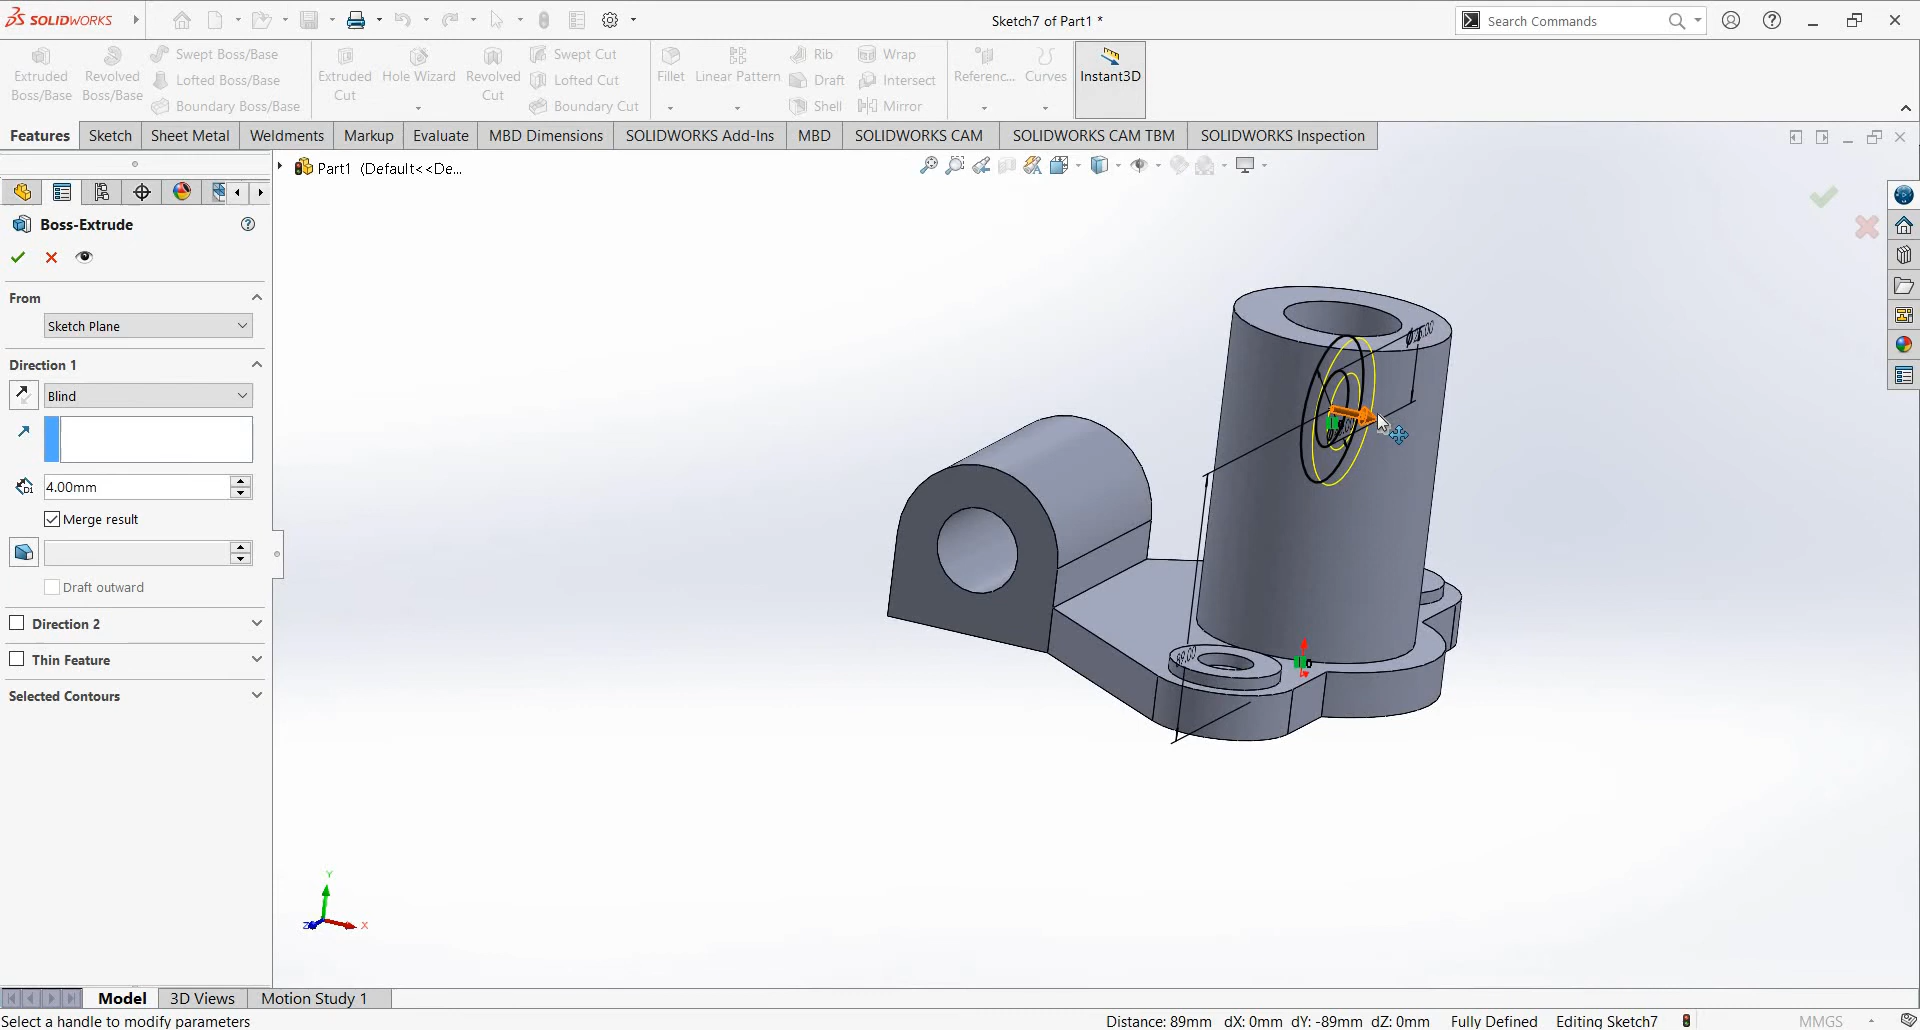 SOLIDWORKS
Sketch7 of Part1 *
Search Commands
Extruded Boss/Base
Revolved Boss/Base
Swept Boss/Base
Lofted Boss/Base
Boundary Boss/Base
Extruded Cut
Hole Wizard
Revolved Cut
Swept Cut
Lofted Cut
Boundary Cut
Fillet
Linear Pattern
Rib
Draft
Shell
Wrap
Intersect
Mirror
Referenc...
Curves
Instant3D
Features
Sketch
Sheet Metal
Weldments
Markup
Evaluate
MBD Dimensions
SOLIDWORKS Add-Ins
MBD
SOLIDWORKS CAM
SOLIDWORKS CAM TBM
SOLIDWORKS Inspection
Part1 (Default<<De...
Boss-Extrude
From
Sketch Plane
Direction 1
Blind
4.00mm
Merge result
Draft outward
Direction 2
Thin Feature
Selected Contours
89.00
Y
X
Z
Model
3D Views
Motion Study 1
Select a handle to modify parameters
Distance: 89mm dX: 0mm dY: -89mm dZ: 0mm
Fully Defined
Editing Sketch7
MMGS